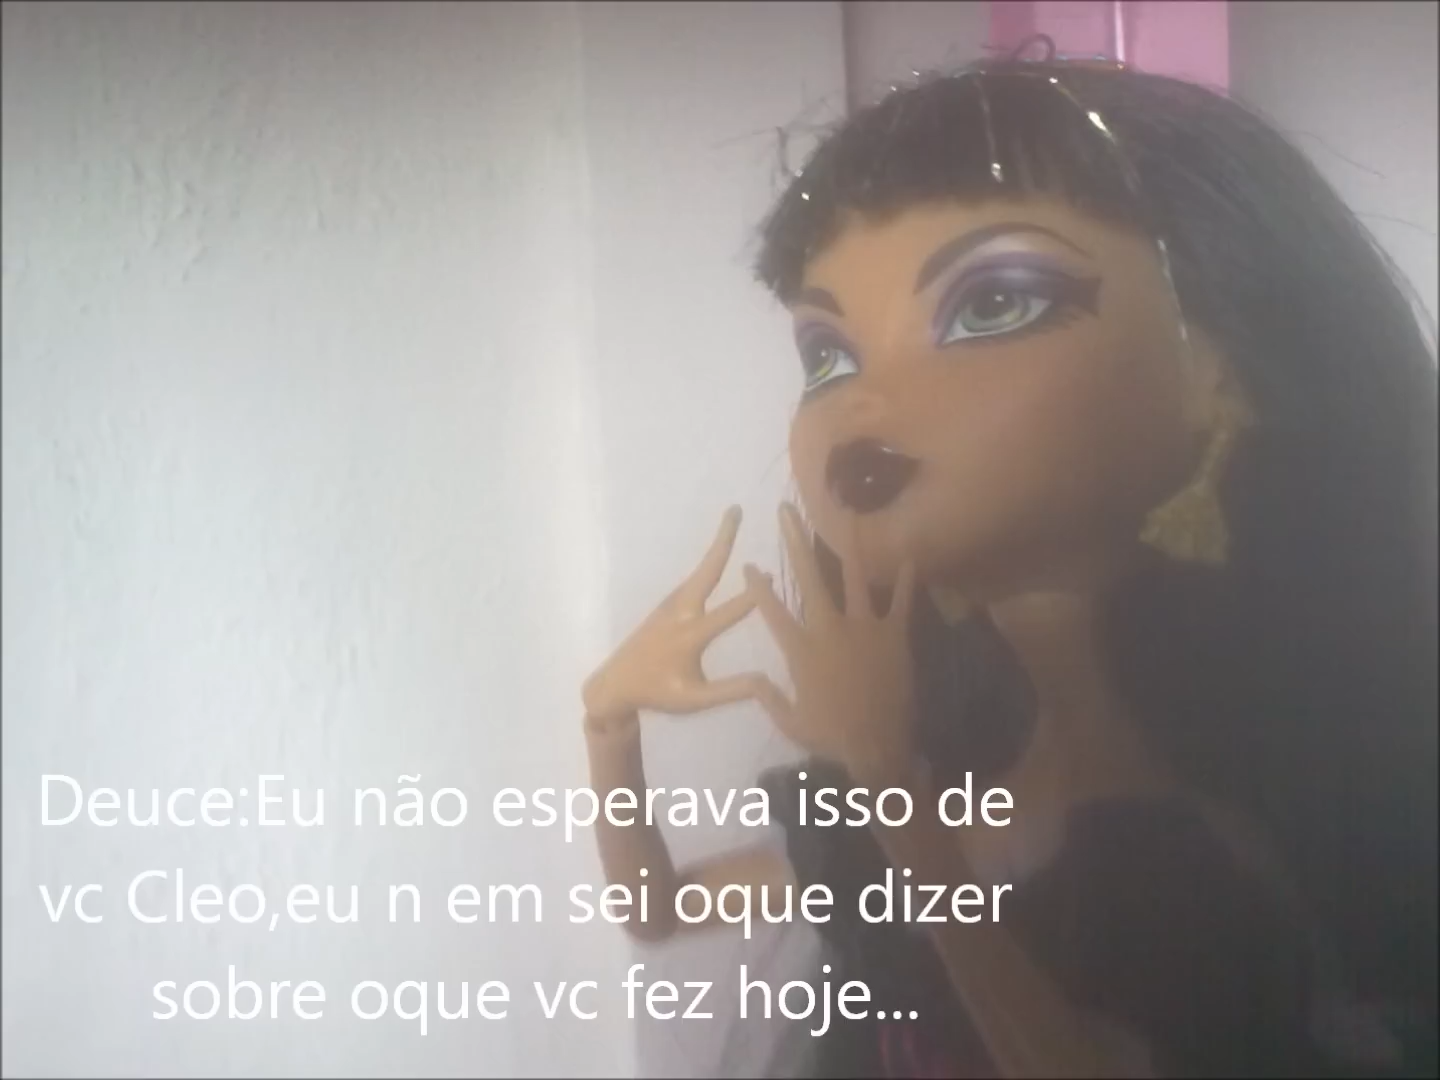 Deuce:Eu não esperava isso de
vc Cleo,eu n em sei oque dizer
sobre oque vc fez hoje...